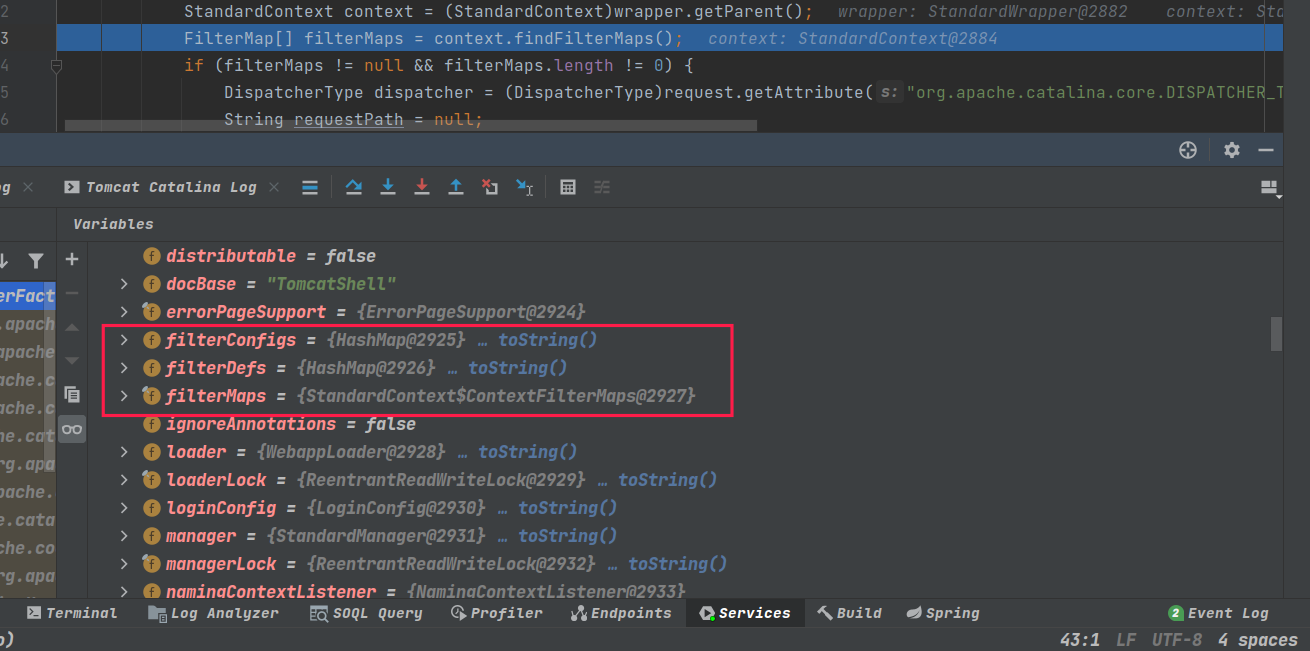 2 StandardContext context = (StandardContext)wrapper.getParent(); wrapper: StandardWrapper@2882 context: Sta
3 FilterMap[] filterMaps = context.findFilterMaps(); context: StandardContext@2884
4 if (filterMaps != null && filterMaps.length != 0) {
5 DispatcherType dispatcher = (DispatcherType)request.getAttribute( s: "org.apache.catalina.core.DISPATCHER_T
6 String requestPath = null;
og Tomcat Catalina Log
Variables
distributable = false
docBase = "TomcatShell"
erFact
errorPageSupport = {ErrorPageSupport@2924}
.apach
filterConfigs = {HashMap@2925} … toString()
apache
filterDefs = {HashMap@2926} … toString()
ache.c
filterMaps = {StandardContext$ContextFilterMaps@2927}
ache.c
ignoreAnnotations = false
he.cat
loader = {WebappLoader@2928} … toString()
rg.apa
loaderLock = {ReentrantReadWriteLock@2929} … toString()
pache.
loginConfig = {LoginConfig@2930} … toString()
e.cata
manager = {StandardManager@2931} … toString()
che.co
managerLock = {ReentrantReadWriteLock@2932} … toString()
rg.apa
namingContextListener = {NamingContextListener@2933}
Terminal Log Analyzer SOQL Query Profiler Endpoints Services Build Spring 2 Event Log
o) 43:1 LF UTF-8 4 spaces